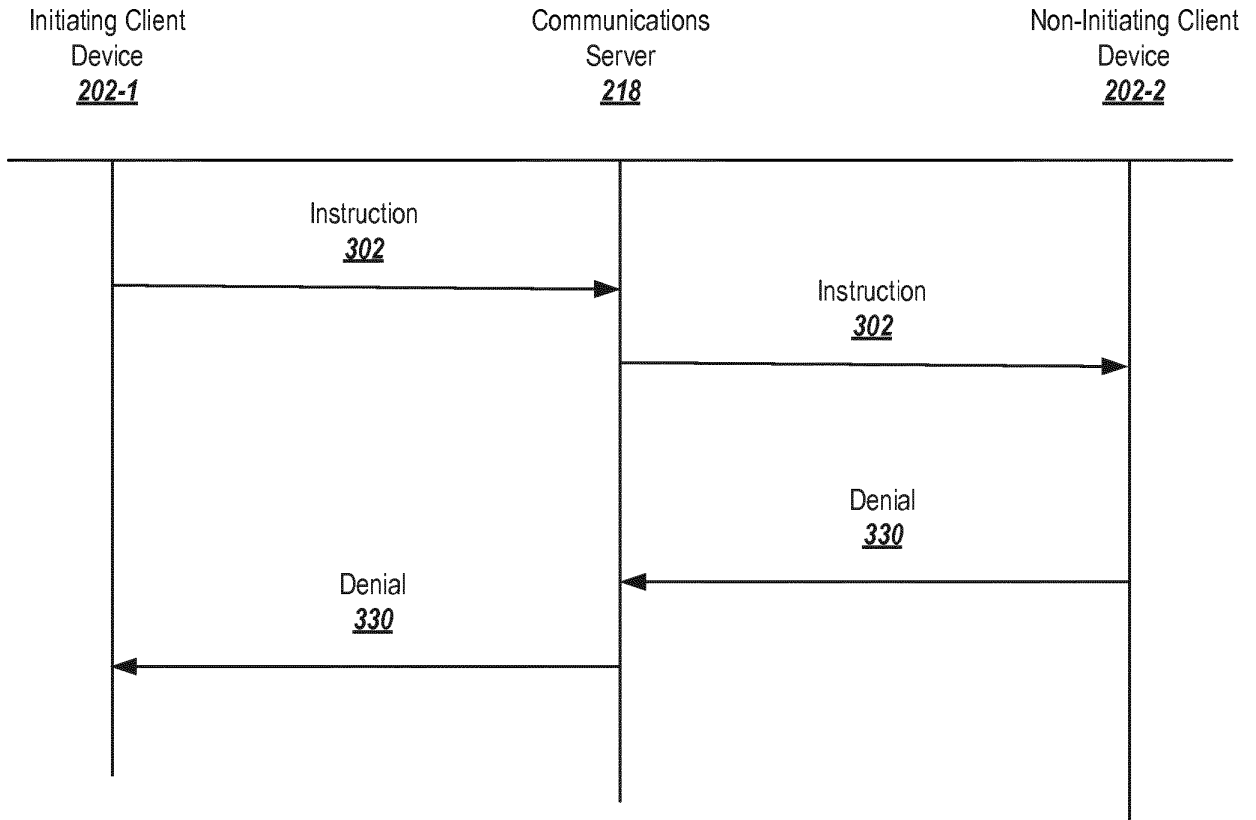 Initiating Client
Device
202-1
Communications
Server
218
Non-Initiating Client
Device
202-2
Instruction
302
Instruction
302
Denial
330
Denial
330